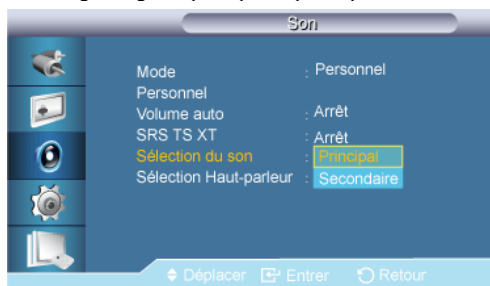 Son
Mode : Personnel
Personnel
Volume auto : Arrêt
SRS TS XT : Arrêt
Sélection du son : Principal
Sélection Haut-parleur : Secondaire
Déplacer Entrer Retour